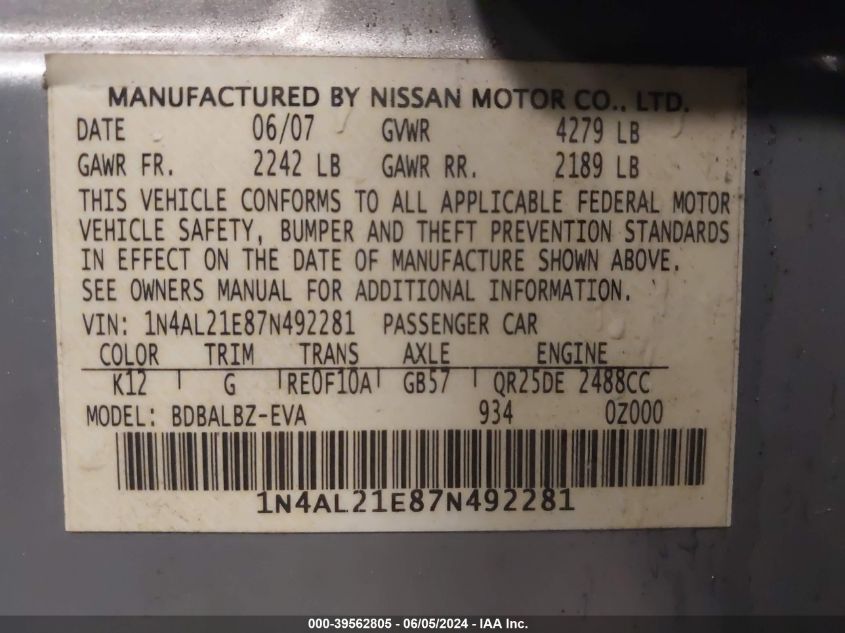 MANUFACTURED BY NISSAN MOTOR CO., LTD.
DATE 06/07 GVWR 4279 LB
GAWR FR. 2242 LB GAWR RR. 2189 LB
THIS VEHICLE CONFORMS TO ALL APPLICABLE FEDERAL MOTOR
VEHICLE SAFETY, BUMPER AND THEFT PREVENTION STANDARDS
IN EFFECT ON THE DATE OF MANUFACTURE SHOWN ABOVE.
SEE OWNERS MANUAL FOR ADDITIONAL INFORMATION.
VIN: 1N4AL21E87N492281 PASSENGER CAR
COLOR TRIM TRANS AXLE ENGINE
K12 G RE0F10A GB57 QR25DE 2488CC
MODEL: BDBALBZ-EVA 934 0Z000
1N4AL21E87N492281
000-39562805 - 06/05/2024 - IAA Inc.